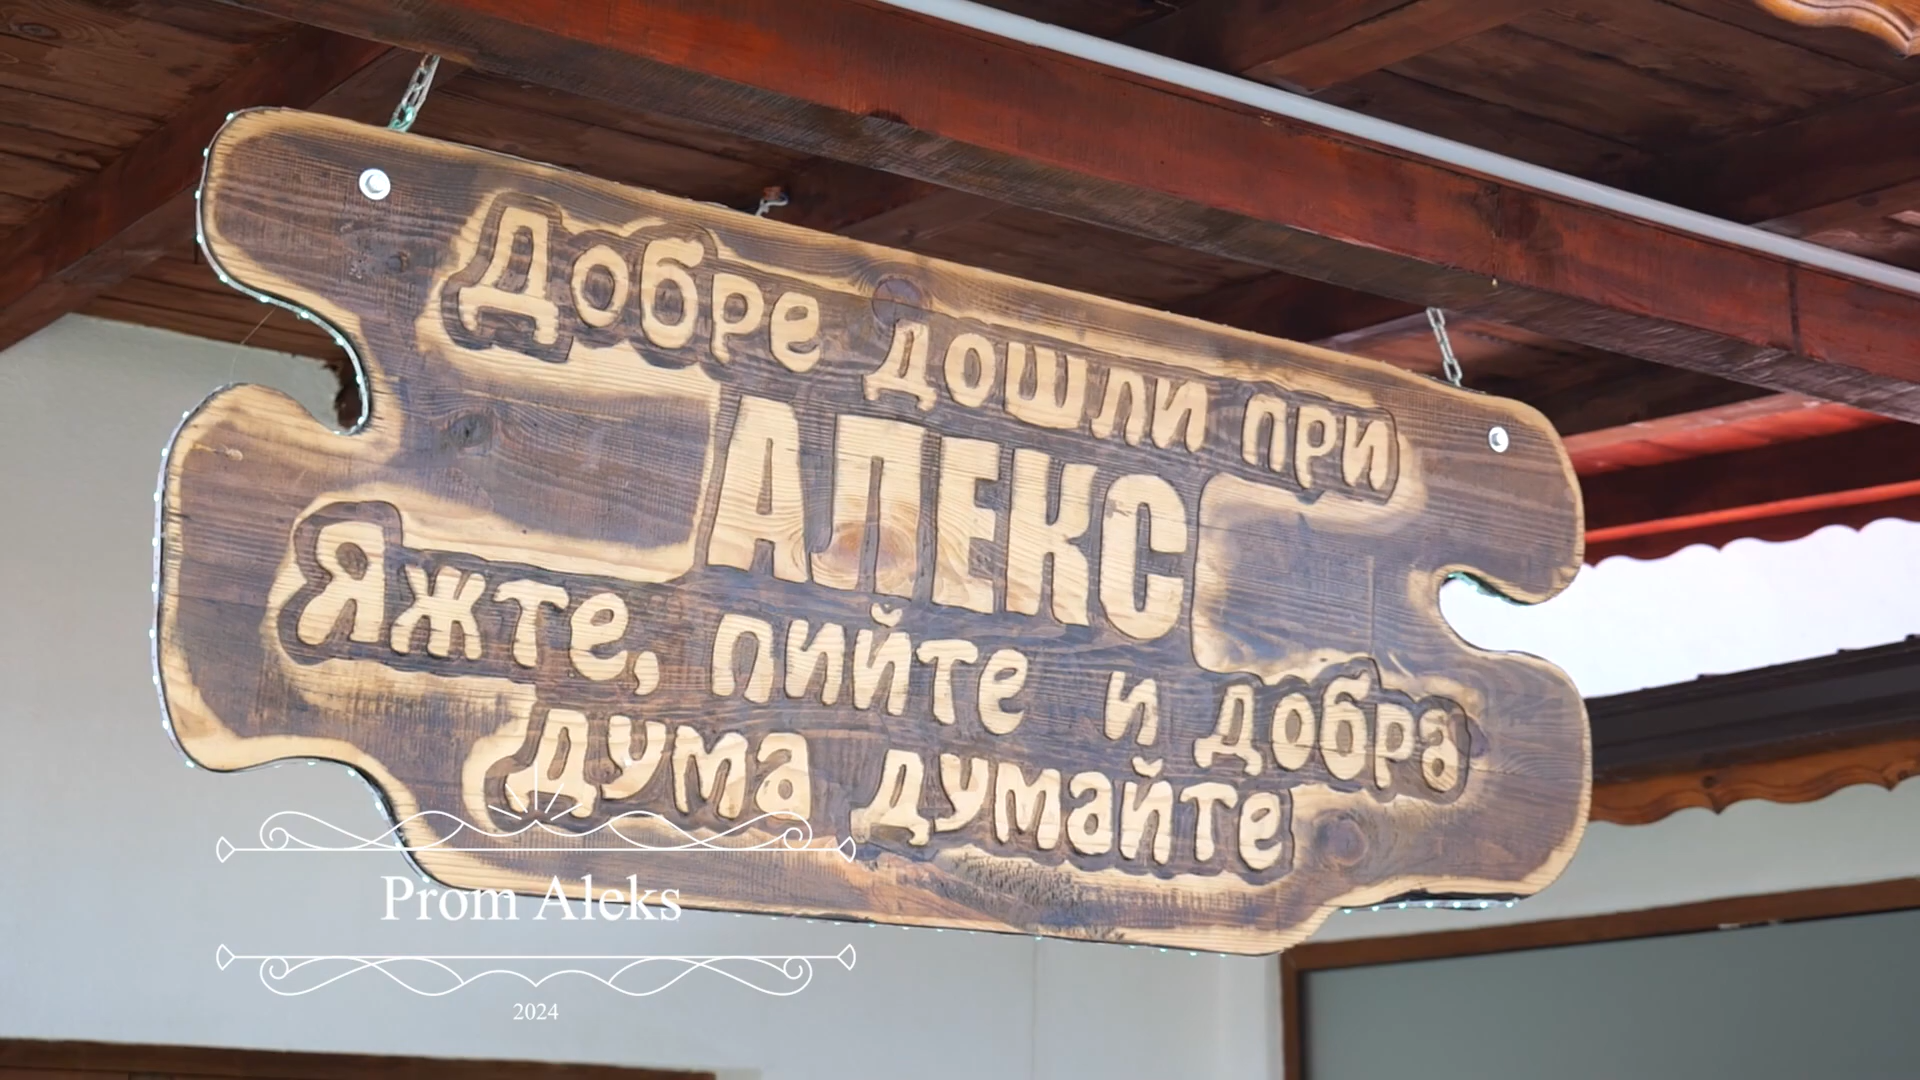 Добре дошли при
АЛЕКС
Яжте, пийте и добра
дума думайте
Prom Aleks
2024